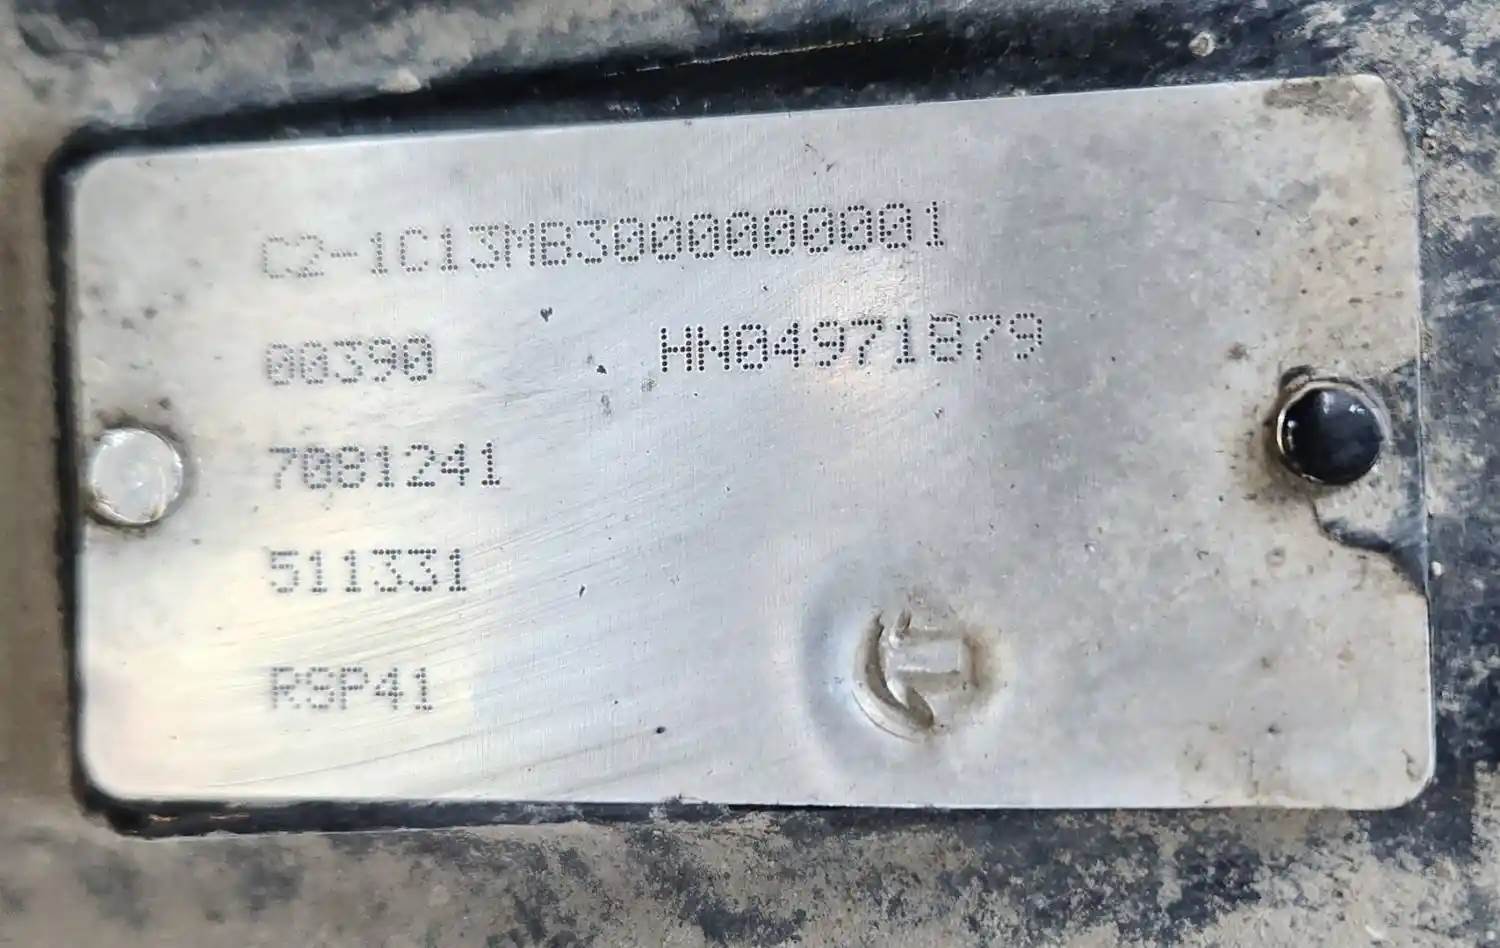 C2-1C13MB3000000001
00390 HN04971879
7081241
511331
RSP41